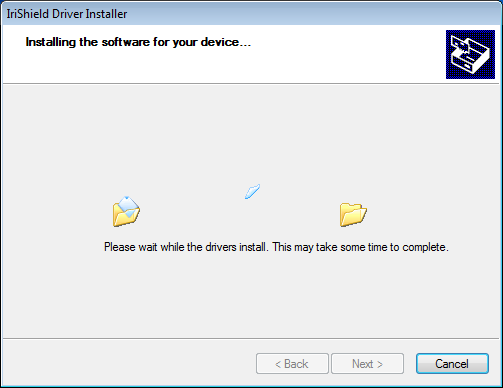 IriShield Driver Installer
Installing the software for your device...
Please wait while the drivers install. This may take some time to complete.
< Back
Next >
Cancel